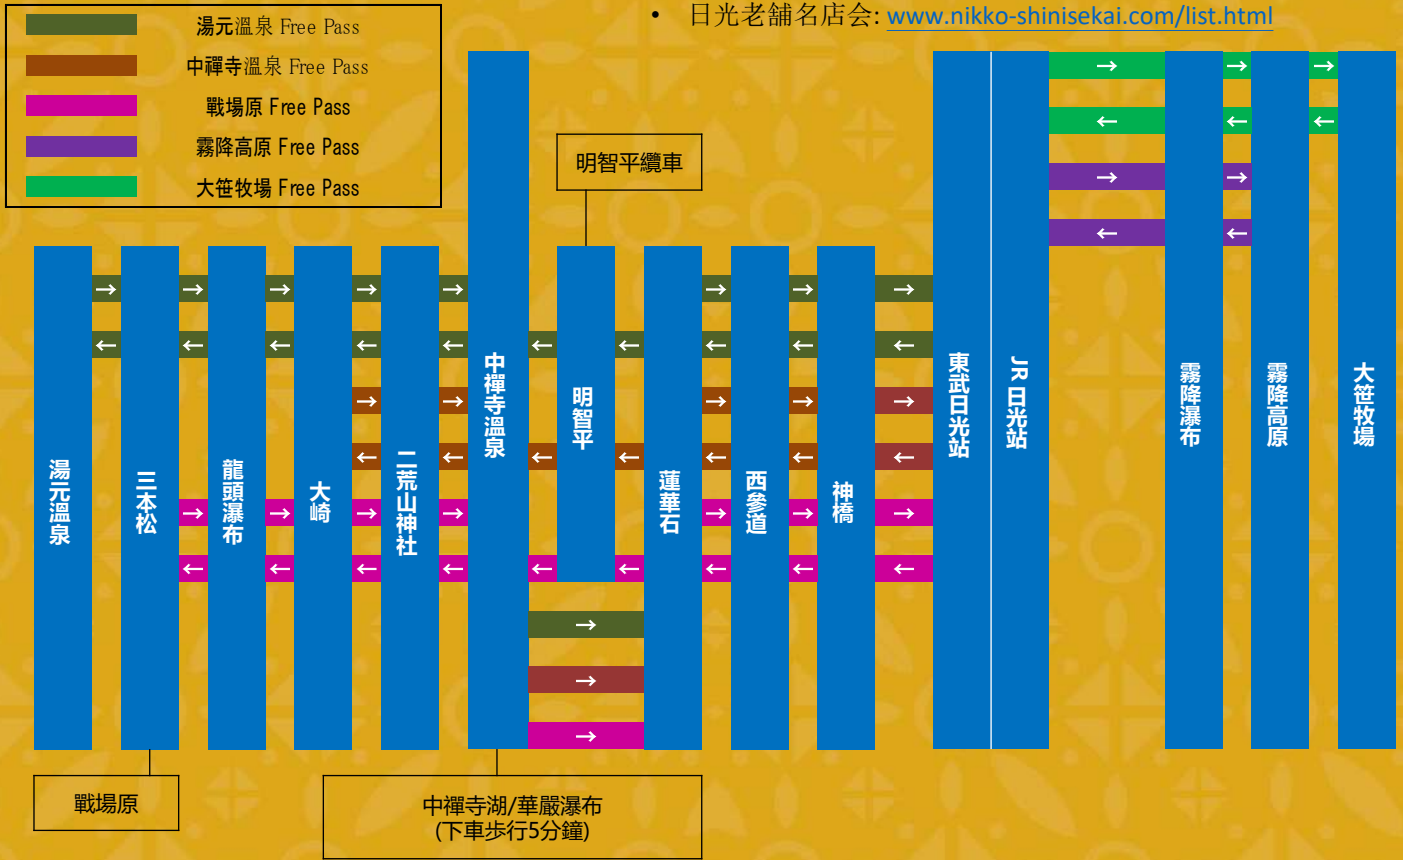 • 日光老舗名店会: www.nikko-shinisekai.com/list.html
湯元溫泉 Free Pass
中禪寺溫泉 Free Pass
戰場原 Free Pass
霧降高原 Free Pass
大笹牧場 Free Pass
明智平纜車
→ → →
← ← ←
→ →
← ←
→ → → → → → → →
← ← ← ← ← ← ← ← ← ←
→ → → → →
← ← ← ← ← ← ←
→ → → → → → →
← ← ← ← ← ← ← ← ←
→
→
→
湯元溫泉
三本松
龍頭瀑布
大崎
二荒山神社
中禪寺溫泉
明智平
蓮華石
西參道
神橋
東武日光站
JR 日光站
霧降瀑布
霧降高原
大笹牧場
戰場原
中禪寺湖/華嚴瀑布
(下車步行5分鐘)